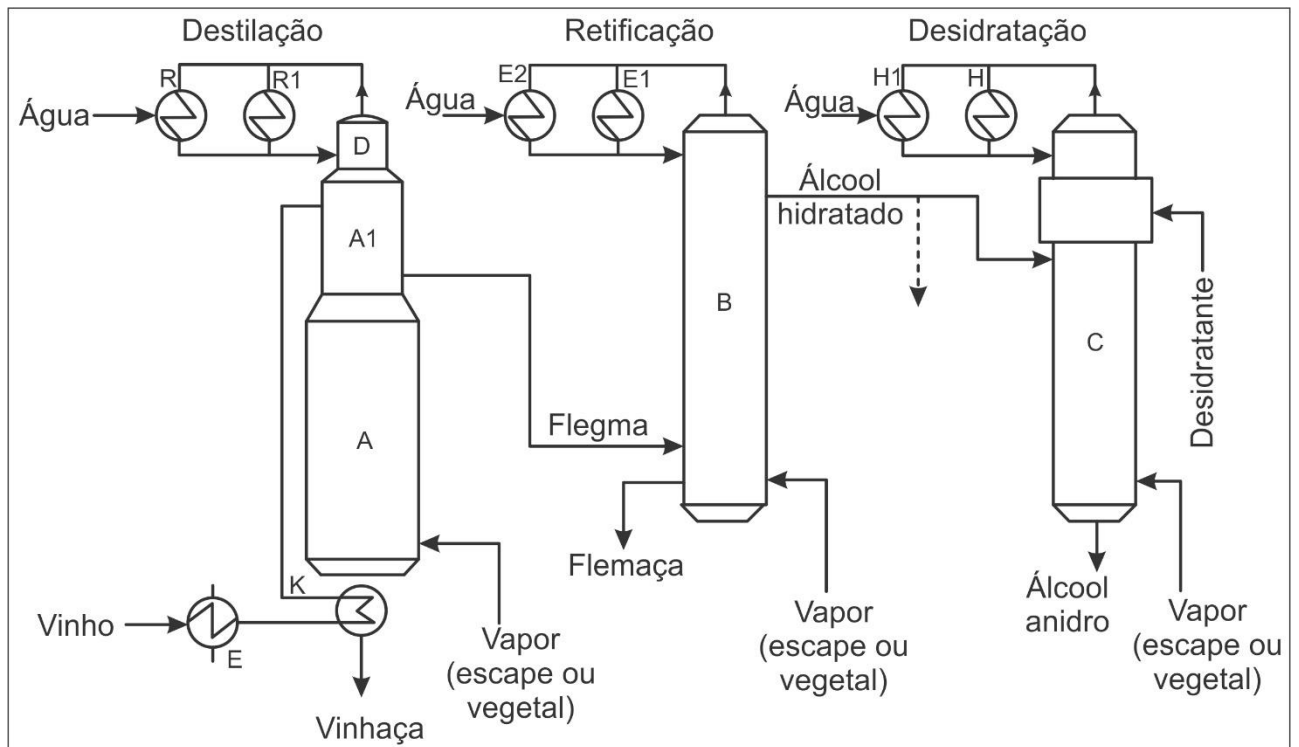 Destilação
Retificação
Desidratação
R
R1
E2
E1
H1
H
Água
Água
Água
D
Álcool
hidratado
A1
B
C
Desidratante
A
Flegma
Flemaça
K
Vinho
E
Vapor
(escape ou
vegetal)
Vapor
(escape ou
vegetal)
Álcool
anidro
Vapor
(escape ou
vegetal)
Vinhaça